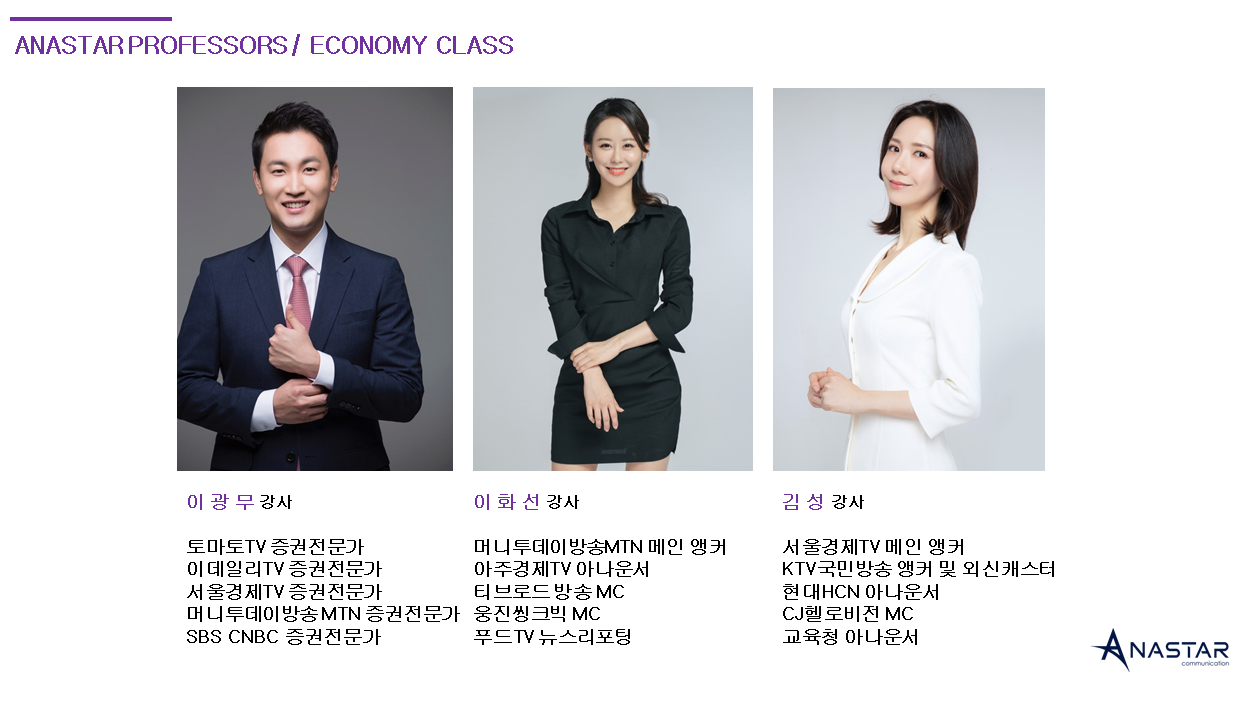 ANASTAR PROFESSORS / ECONOMY CLASS
이 광 무 강사
토마토TV 증권전문가
이데일리TV 증권전문가
서울경제TV 증권전문가
머니투데이방송 MTN 증권전문가
SBS CNBC 증권전문가
이 화 선 강사
머니투데이방송MTN 메인 앵커
아주경제TV 아나운서
티브로드 방송 MC
웅진씽크빅 MC
푸드TV 뉴스리포팅
김 성 강사
서울경제TV 메인 앵커
KTV국민방송 앵커 및 외신캐스터
현대HCN 아나운서
CJ헬로비전 MC
교육청 아나운서
ANASTAR
communication